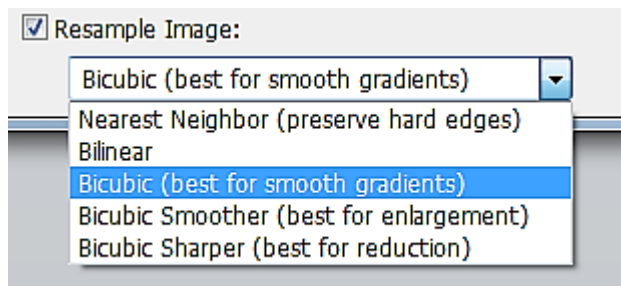 Resample Image:
Bicubic (best for smooth gradients)
Nearest Neighbor (preserve hard edges)
Bilinear
Bicubic (best for smooth gradients)
Bicubic Smoother (best for enlargement)
Bicubic Sharper (best for reduction)